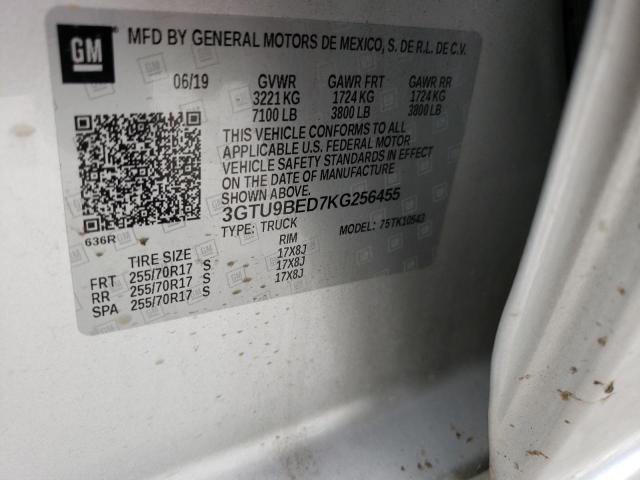 GM MFD BY GENERAL MOTORS DE MEXICO, S. DE R.L. DE C.V.
06/19 GVWR GAWR FRT GAWR RR
3221 KG 1724 KG 1724 KG
7100 LB 3800 LB 3800 LB
THIS VEHICLE CONFORMS TO ALL
APPLICABLE U.S. FEDERAL MOTOR
VEHICLE SAFETY STANDARDS IN EFFECT
ON THE DATE OF MANUFACTURE
SHOWN ABOVE.
3GTU9BED7KG256455
636R TYPE: TRUCK MODEL: 75TK10543
TIRE SIZE RIM
FRT 255/70R17 S 17X8J
RR 255/70R17 S 17X8J
SPA 255/70R17 S 17X8J